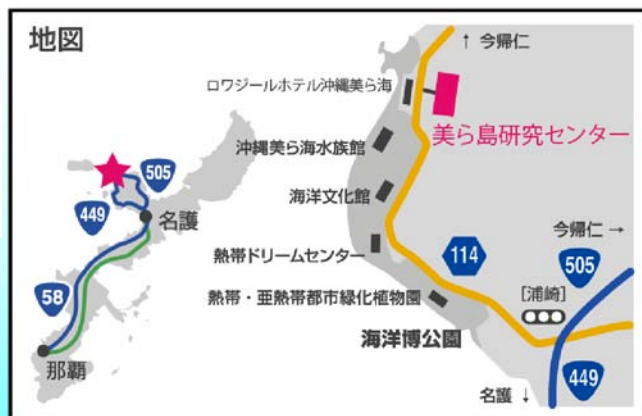 地図
↑ 今帰仁
ロワジールホテル沖縄美ら海
美ら島研究センター
沖縄美ら海水族館
505
海洋文化館
449
名護
今帰仁 →
熱帯ドリームセンター
114
505
58
[浦崎]
熱帯・亜熱帯都市緑化植物園
海洋博公園
那覇
449
名護 ↓